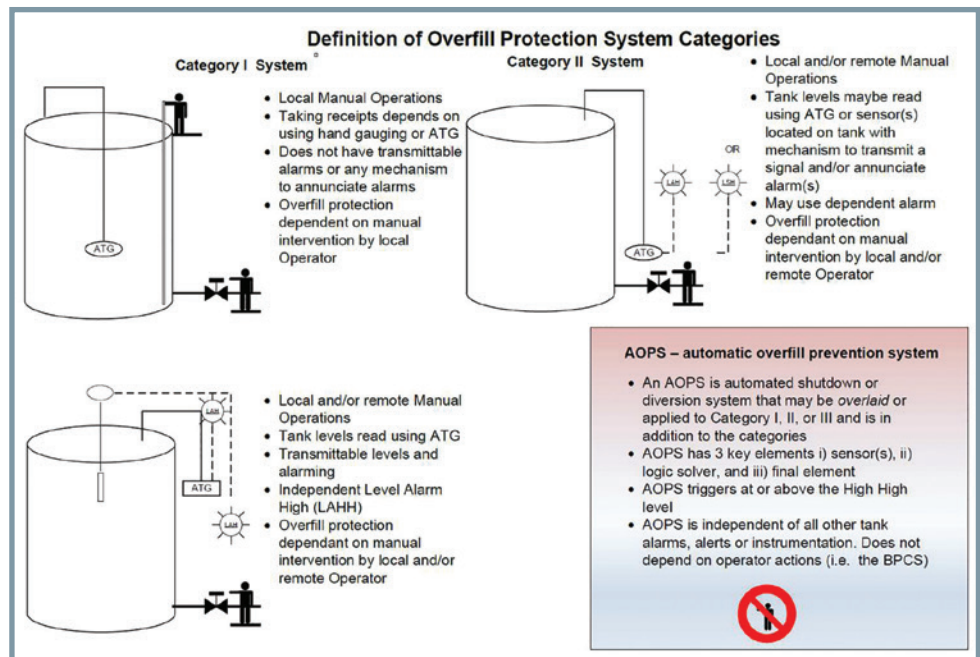 Definition of Overfill Protection System Categories
Category I System °
• Local Manual Operations
• Taking receipts depends on
using hand gauging or ATG
• Does not have transmittable
alarms or any mechanism
to annunciate alarms
• Overfill protection
dependent on manual
intervention by local
Operator
ATG
Category II System
• Local and/or remote Manual
Operations
• Tank levels maybe read
using ATG or sensor(s)
located on tank with
mechanism to transmit a
signal and/or annunciate
alarm(s)
• May use dependent alarm
• Overfill protection
dependant on manual
intervention by local and/or
remote Operator
OR
LAH
ATG
• Local and/or remote Manual
Operations
• Tank levels read using ATG
• Transmittable levels and
alarming
• Independent Level Alarm
High (LAHH)
• Overfill protection
dependant on manual
intervention by local and/or
remote Operator
ATG
AOPS – automatic overfill prevention system
• An AOPS is automated shutdown or
diversion system that may be overlaid or
applied to Category I, II, or III and is in
addition to the categories
• AOPS has 3 key elements i) sensor(s), ii)
logic solver, and iii) final element
• AOPS triggers at or above the High High
level
• AOPS is independent of all other tank
alarms, alerts or instrumentation. Does not
depend on operator actions (i.e. the BPCS)